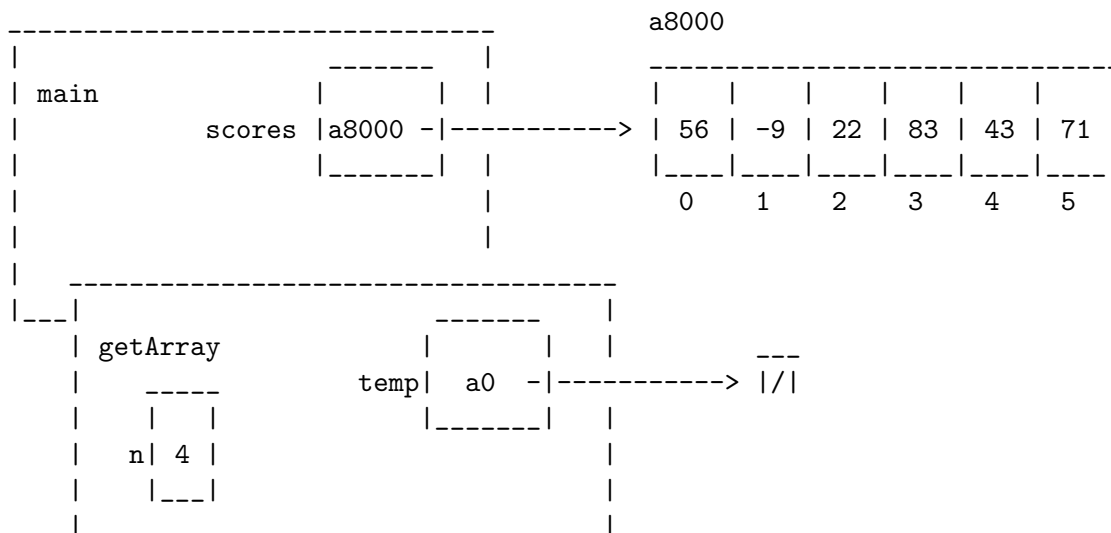 a8000
main
scores a8000 -----------> 56 -9 22 83 43 71
0 1 2 3 4 5
getArray
temp a0 -----------> /
n 4